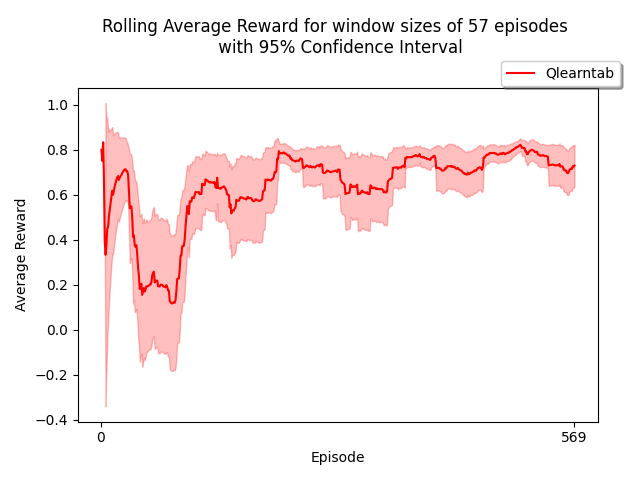 Rolling Average Reward for window sizes of 57 episodes
with 95% Confidence Interval
Qlearntab
1.0
0.8
0.6
0.4
0.2
0.0
−0.2
−0.4
Average Reward
0 569
Episode